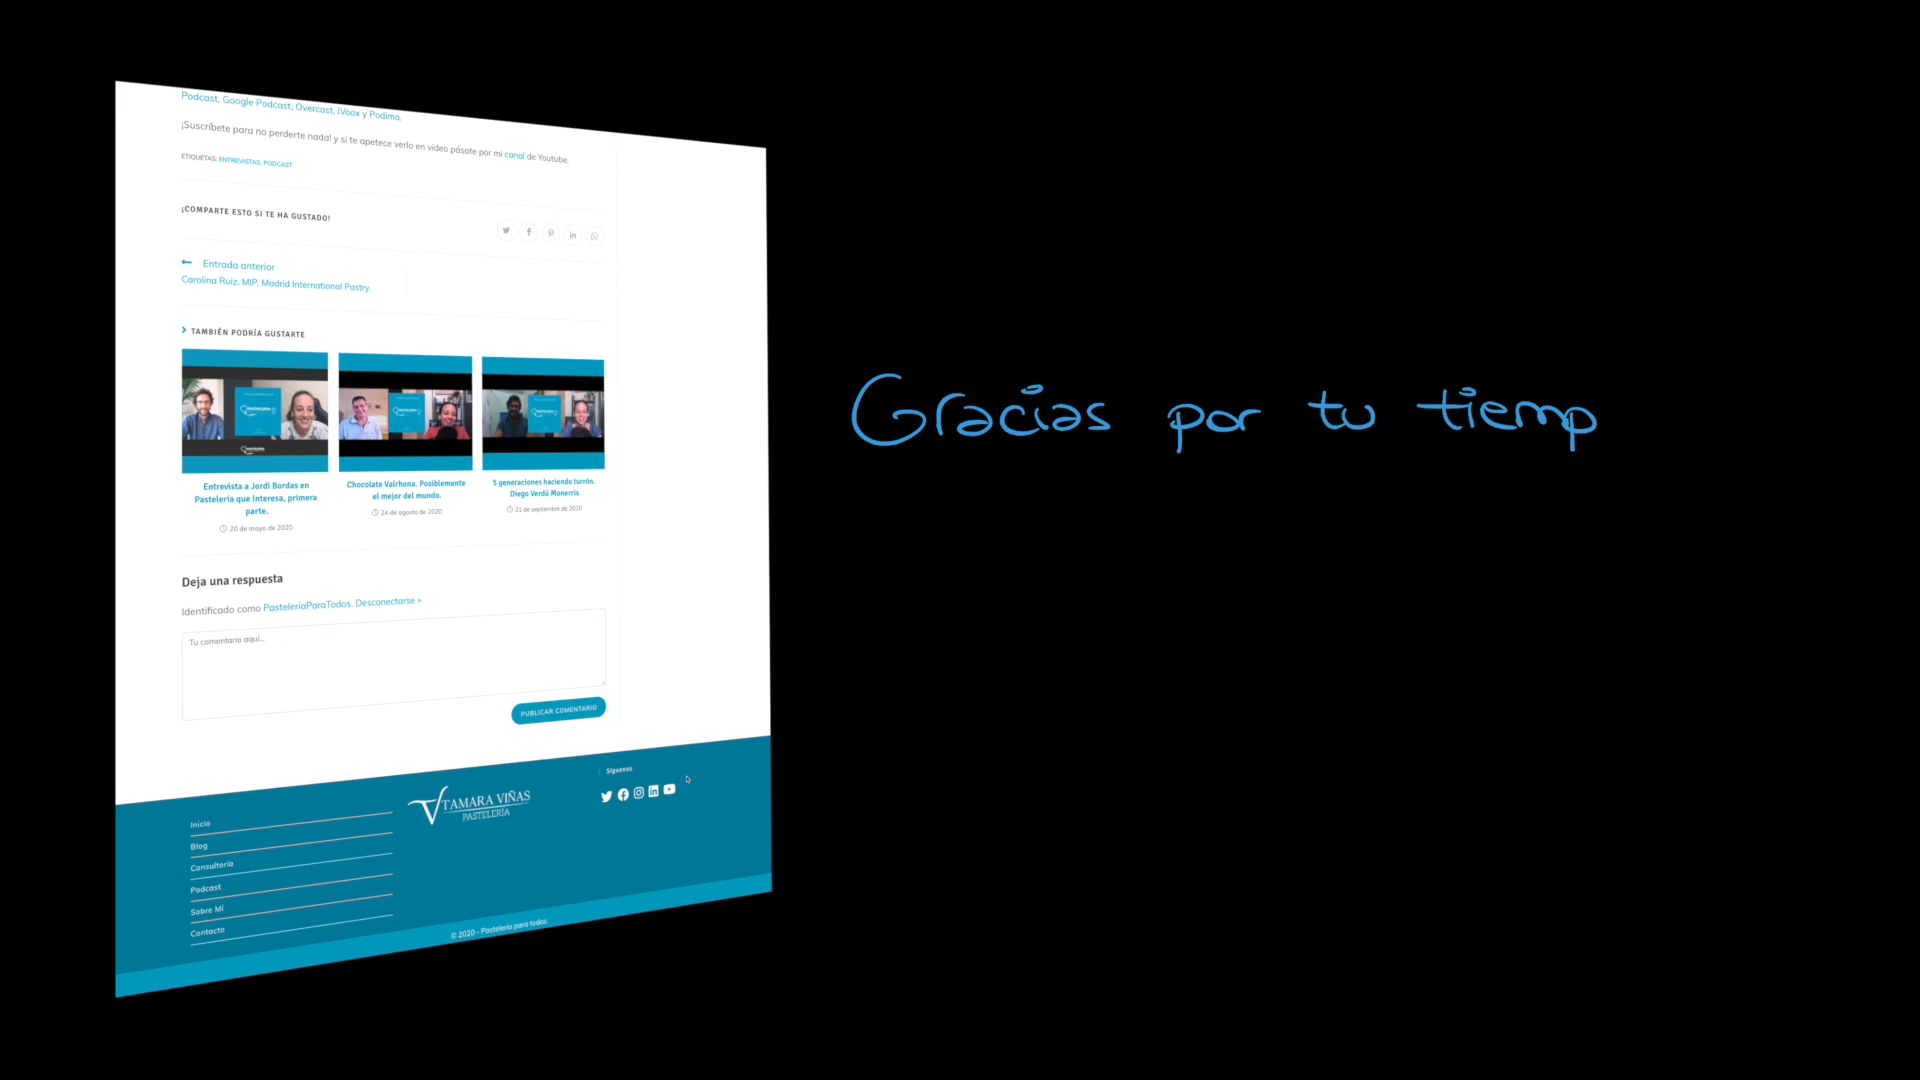 Podcast, Google Podcast, Overcast, iVoox y Podimo.
¡Suscríbete para no perderte nada! y si te apetece verlo en video pásate por mi canal de Youtube.
ETIQUETAS: ENTREVISTAS, PODCAST
¡COMPARTE ESTO SI TE HA GUSTADO!
Entrada anterior
Carolina Ruiz, MIP, Madrid International Pastry.
TAMBIÉN PODRÍA GUSTARTE
Entrevista a Jordi Bordas en
Pastelería que Interesa, primera
parte.
20 de mayo de 2020
Chocolate Valrhona. Posiblemente
el mejor del mundo.
24 de agosto de 2020
5 generaciones haciendo turrón.
Diego Verdú Monerris
21 de septiembre de 2020
Deja una respuesta
Identificado como PasteleríaParaTodos. Desconectarse »
Tu comentario aquí...
PUBLICAR COMENTARIO
Inicio
Blog
Consultoría
Podcast
Sobre Mí
Contacto
TAMARA VIÑAS
PASTELERÍA
Síguenos
© 2020 - Pastelería para todos
Gracias por tu tiemp